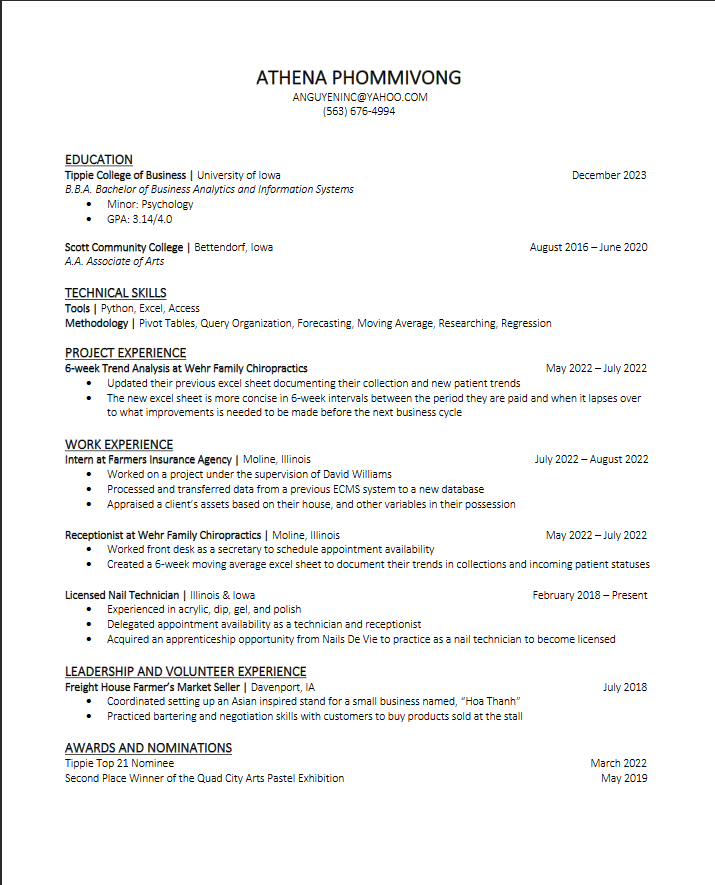 ATHENA PHOMMIVONG
ANGUYENINC@YAHOO.COM
(563) 676-4994
EDUCATION
Tippie College of Business | University of Iowa December 2023
B.B.A. Bachelor of Business Analytics and Information Systems
• Minor: Psychology
• GPA: 3.14/4.0
Scott Community College | Bettendorf, Iowa August 2016 – June 2020
A.A. Associate of Arts
TECHNICAL SKILLS
Tools | Python, Excel, Access
Methodology | Pivot Tables, Query Organization, Forecasting, Moving Average, Researching, Regression
PROJECT EXPERIENCE
6-week Trend Analysis at Wehr Family Chiropractics May 2022 – July 2022
• Updated their previous excel sheet documenting their collection and new patient trends
• The new excel sheet is more concise in 6-week intervals between the period they are paid and when it lapses over
to what improvements is needed to be made before the next business cycle
WORK EXPERIENCE
Intern at Farmers Insurance Agency | Moline, Illinois July 2022 – August 2022
• Worked on a project under the supervision of David Williams
• Processed and transferred data from a previous ECMS system to a new database
• Appraised a client's assets based on their house, and other variables in their possession
Receptionist at Wehr Family Chiropractics | Moline, Illinois May 2022 – July 2022
• Worked front desk as a secretary to schedule appointment availability
• Created a 6-week moving average excel sheet to document their trends in collections and incoming patient statuses
Licensed Nail Technician | Illinois & Iowa February 2018 – Present
• Experienced in acrylic, dip, gel, and polish
• Delegated appointment availability as a technician and receptionist
• Acquired an apprenticeship opportunity from Nails De Vie to practice as a nail technician to become licensed
LEADERSHIP AND VOLUNTEER EXPERIENCE
Freight House Farmer's Market Seller | Davenport, IA July 2018
• Coordinated setting up an Asian inspired stand for a small business named, "Hoa Thanh"
• Practiced bartering and negotiation skills with customers to buy products sold at the stall
AWARDS AND NOMINATIONS
Tippie Top 21 Nominee March 2022
Second Place Winner of the Quad City Arts Pastel Exhibition May 2019